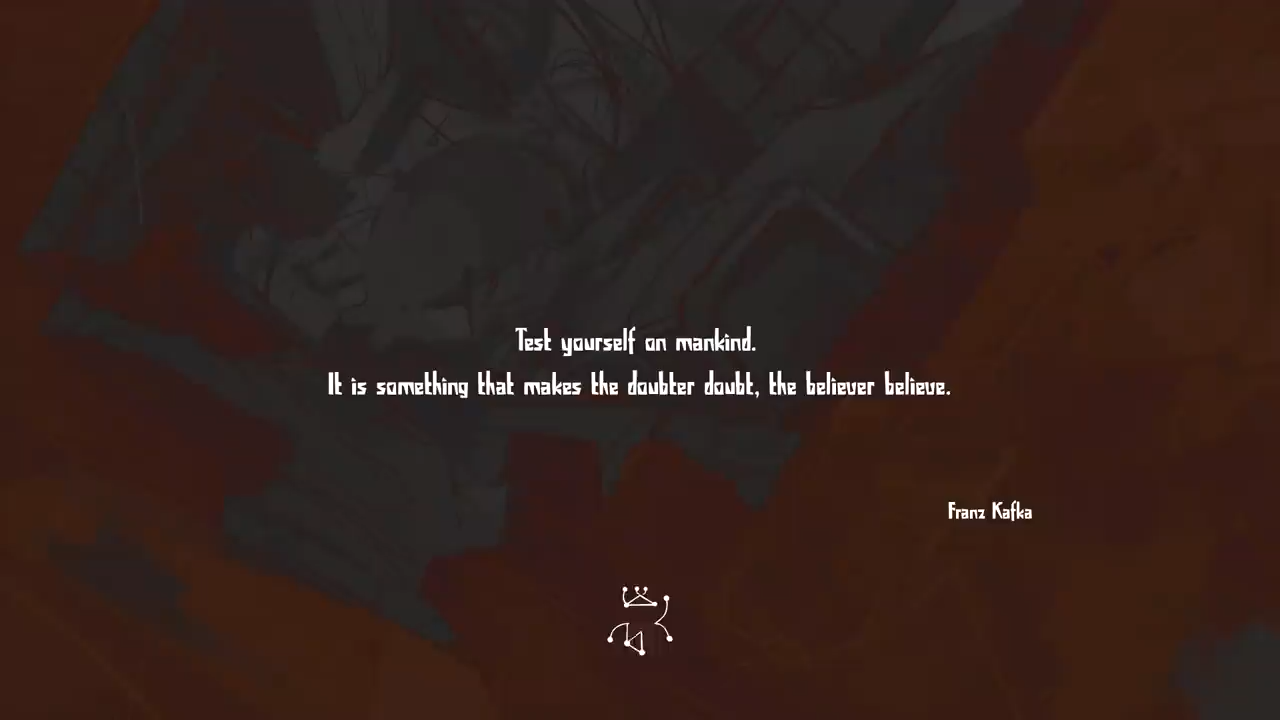 Test yourself on mankind.
It is something that makes the doubter doubt, the believer believe.
Franz Kafka